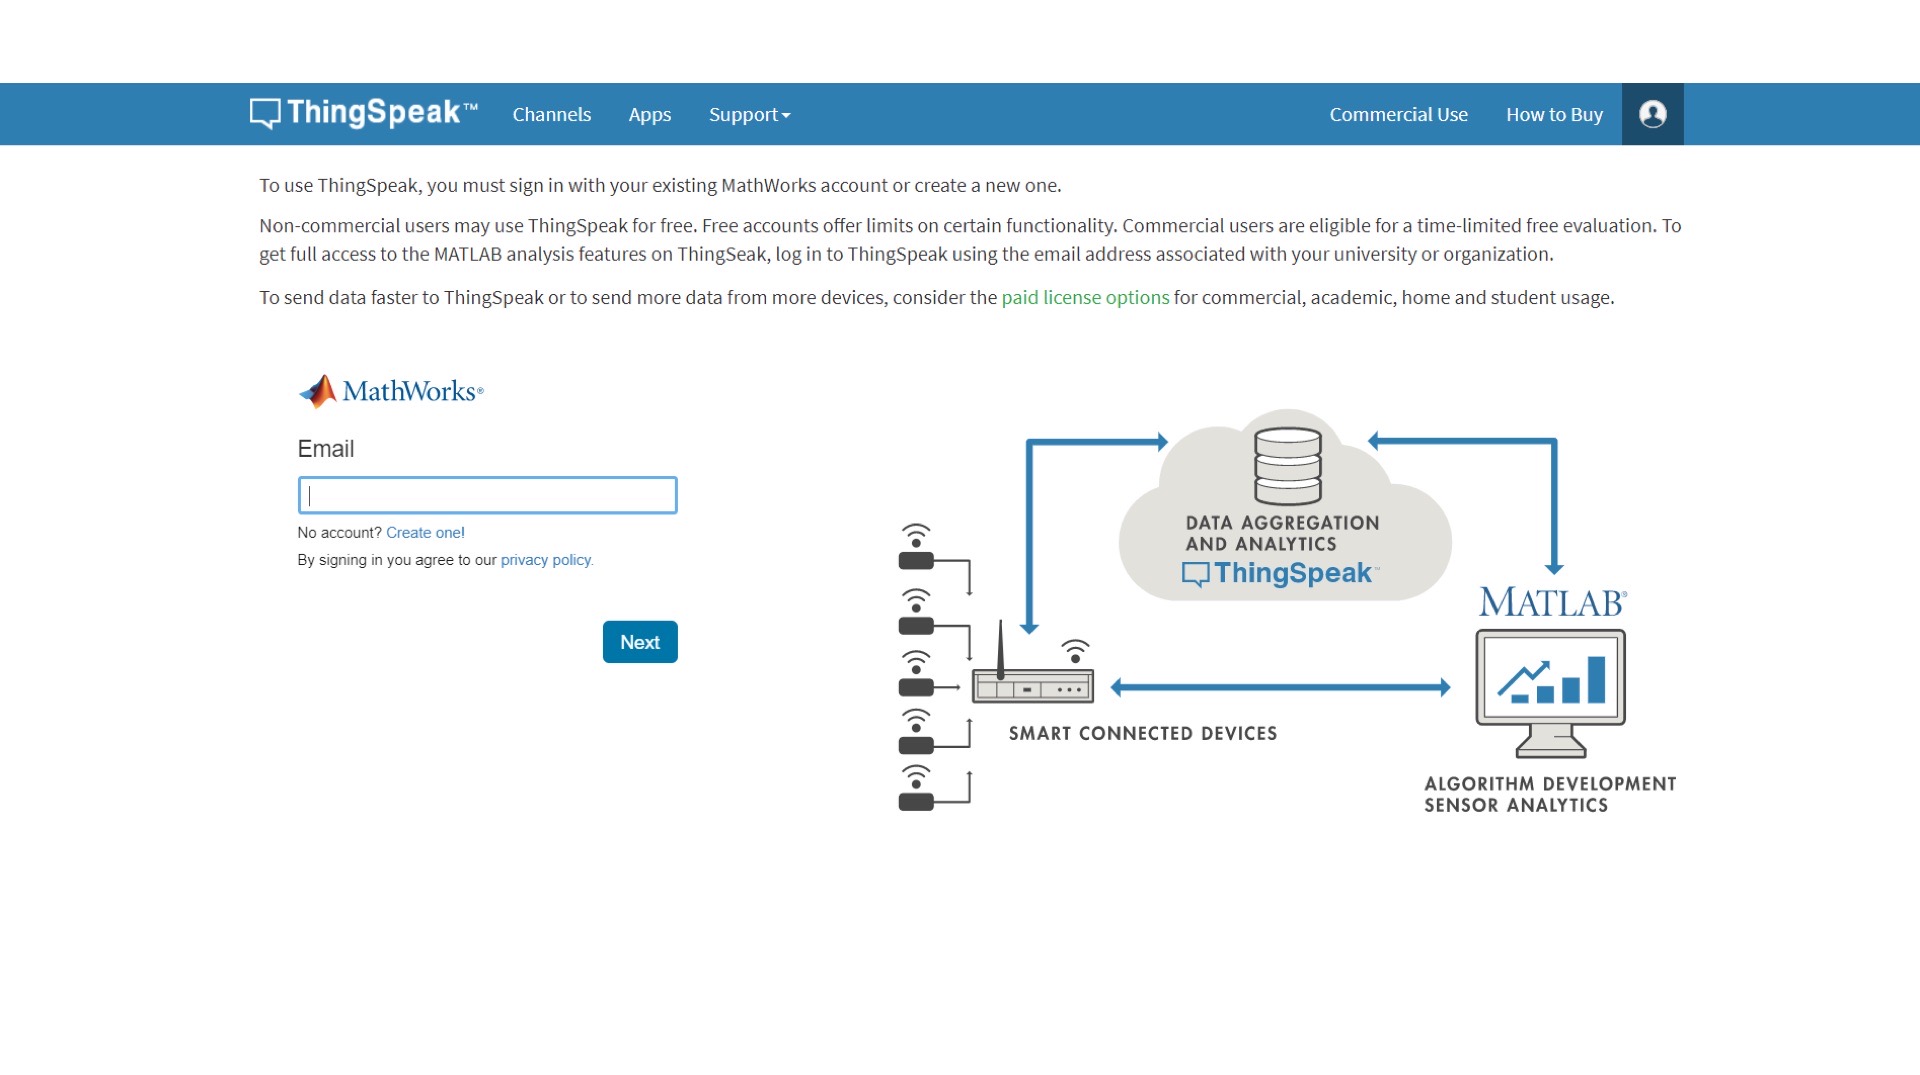 ThingSpeak™ Channels Apps Support Commercial Use How to Buy
To use ThingSpeak, you must sign in with your existing MathWorks account or create a new one.
Non-commercial users may use ThingSpeak for free. Free accounts offer limits on certain functionality. Commercial users are eligible for a time-limited free evaluation. To
get full access to the MATLAB analysis features on ThingSeak, log in to ThingSpeak using the email address associated with your university or organization.
To send data faster to ThingSpeak or to send more data from more devices, consider the paid license options for commercial, academic, home and student usage.
MathWorks®
Email
No account? Create one!
By signing in you agree to our privacy policy.
Next
DATA AGGREGATION
AND ANALYTICS
ThingSpeak™
MATLAB®
SMART CONNECTED DEVICES
ALGORITHM DEVELOPMENT
SENSOR ANALYTICS